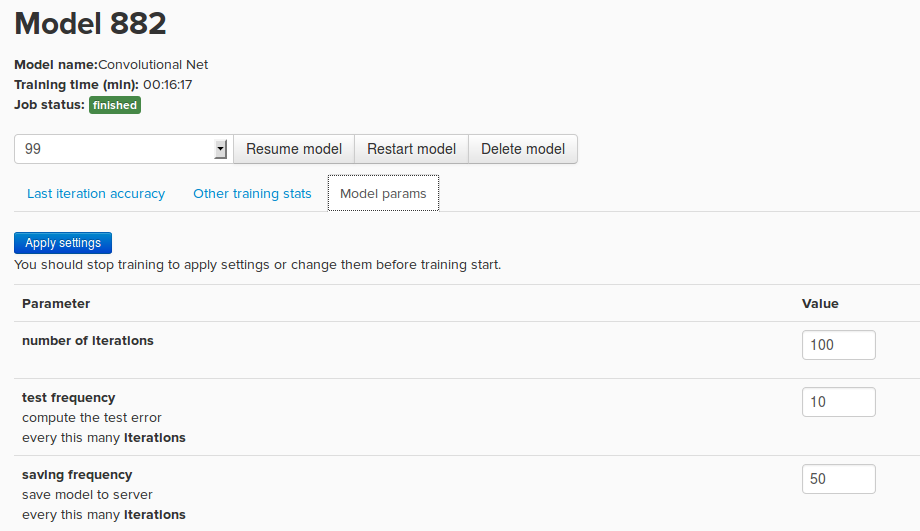 Model 882
Model name:Convolutional Net
Training time (min): 00:16:17
Job status: finished
99 Resume model Restart model Delete model
Last iteration accuracy Other training stats Model params
Apply settings
You should stop training to apply settings or change them before training start.
Parameter Value
number of iterations 100
test frequency 10
compute the test error
every this many iterations
saving frequency 50
save model to server
every this many iterations